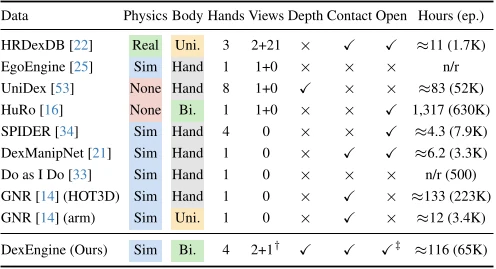 Data Physics Body Hands Views Depth Contact Open Hours (ep.)
HRDexDB [22] Real Uni. 3 2+21 × ✓ ✓ ≈11 (1.7K)
EgoEngine [25] Sim Hand 1 1+0 × × × n/r
UniDex [53] None Hand 8 1+0 ✓ × × ≈83 (52K)
HuRo [16] None Bi. 1 1+0 × × ✓ 1,317 (630K)
SPIDER [34] Sim Hand 4 0 × × ✓ ≈4.3 (7.9K)
DexManipNet [21] Sim Hand 1 0 × ✓ ✓ ≈6.2 (3.3K)
Do as I Do [33] Sim Hand 1 0 × × × n/r (500)
GNR [14] (HOT3D) Sim Hand 1 0 × ✓ × ≈133 (223K)
GNR [14] (arm) Sim Uni. 1 0 × ✓ × ≈12 (3.4K)
DexEngine (Ours) Sim Bi. 4 2+1† ✓ ✓ ✓‡ ≈116 (65K)